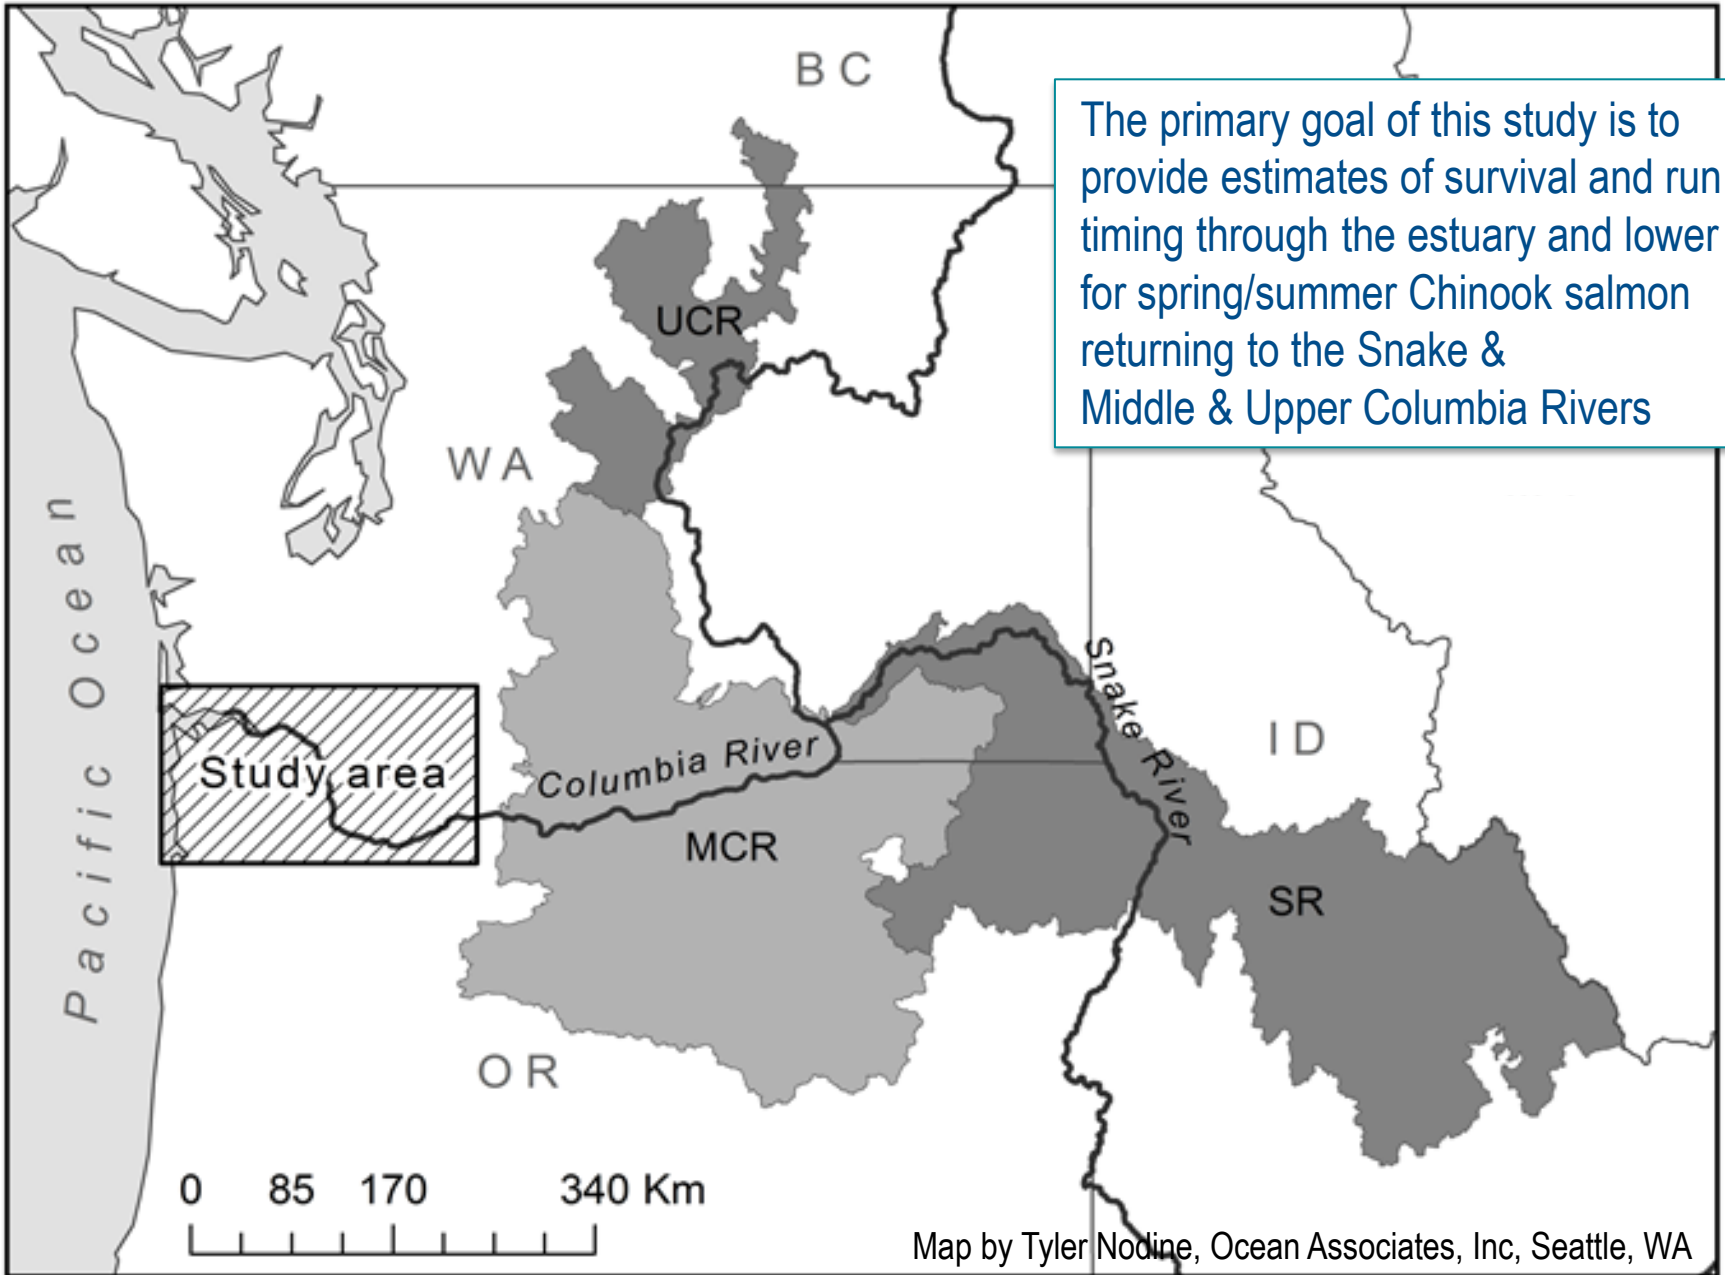 B C
The primary goal of this study is to
provide estimates of survival and run
timing through the estuary and lower
for spring/summer Chinook salmon
returning to the Snake &
Middle & Upper Columbia Rivers
UCR
W A
Pacific Ocean
Snake River
I D
Columbia River
Study area
MCR
SR
O R
0 85 170 340 Km
Map by Tyler Nodine, Ocean Associates, Inc, Seattle, WA